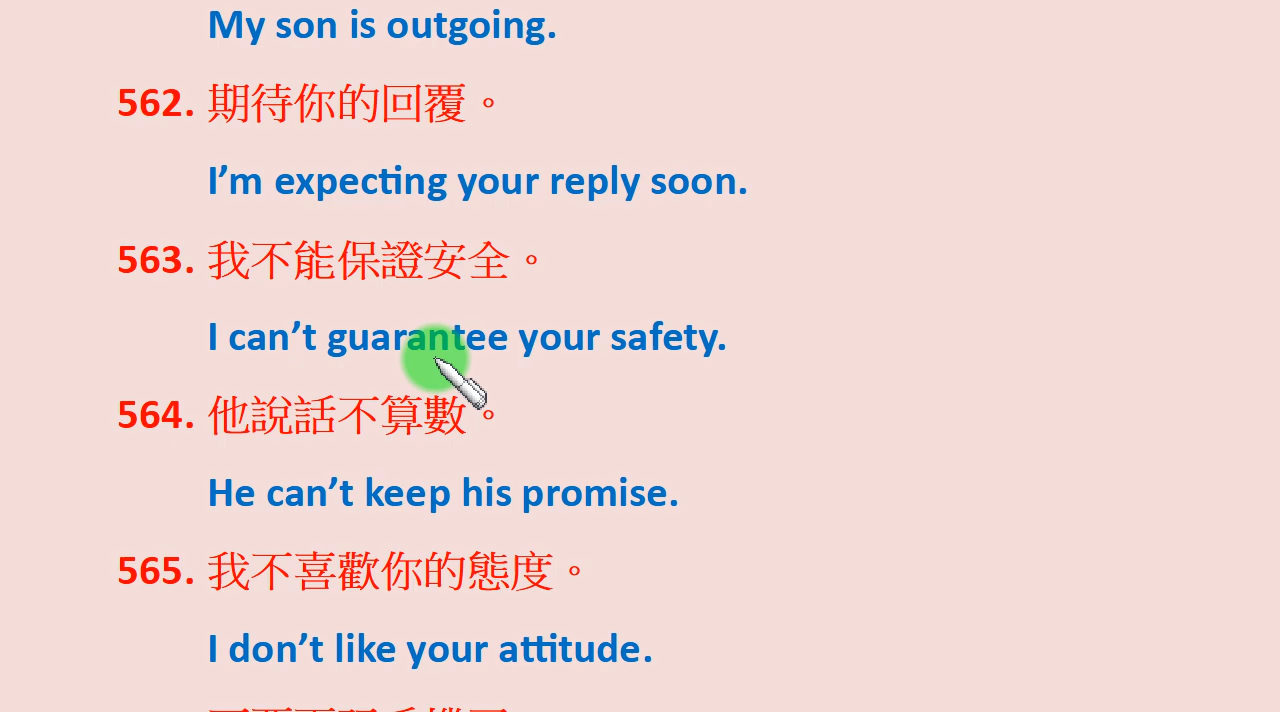 My son is outgoing.
562. 期待你的回覆。
I’m expecting your reply soon.
563. 我不能保證安全。
I can’t guarantee your safety.
564. 他說話不算數。
He can’t keep his promise.
565. 我不喜歡你的態度。
I don’t like your attitude.